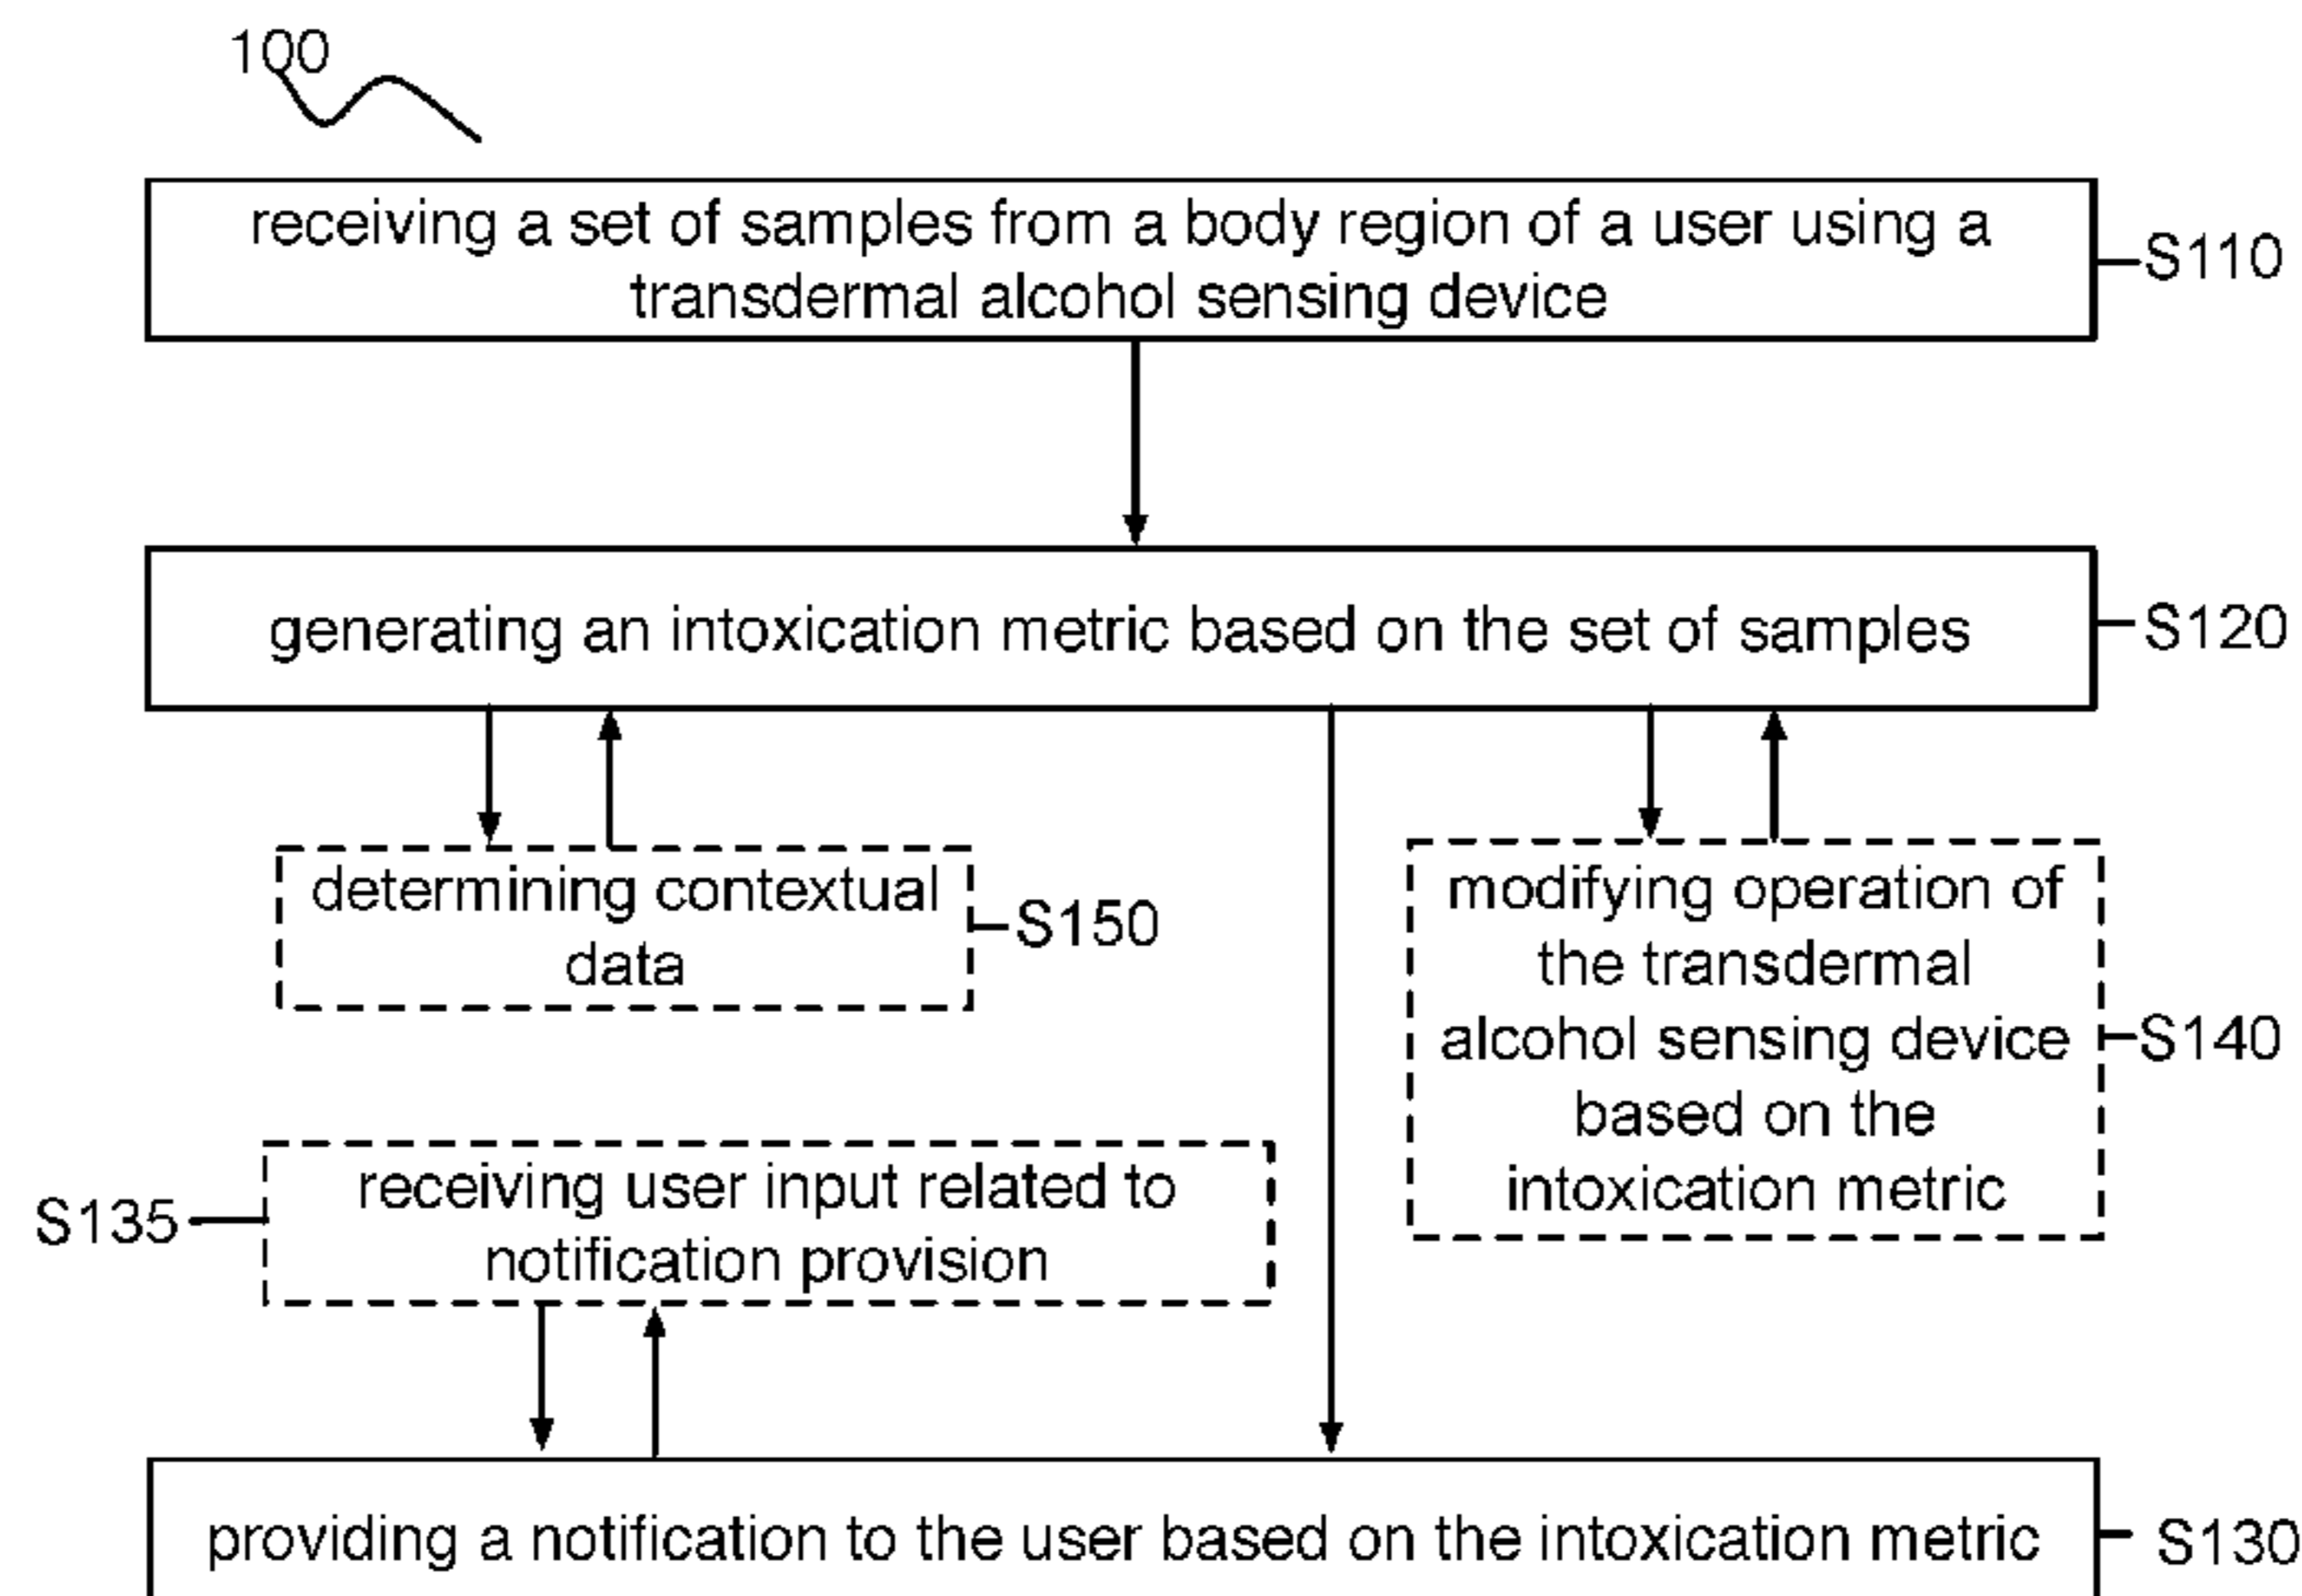 100
receiving a set of samples from a body region of a user using a
transdermal alcohol sensing device
S110
generating an intoxication metric based on the set of samples
S120
determining contextual
data
S150
modifying operation of
the transdermal
alcohol sensing device
based on the
intoxication metric
S140
S135
receiving user input related to
notification provision
providing a notification to the user based on the intoxication metric
S130